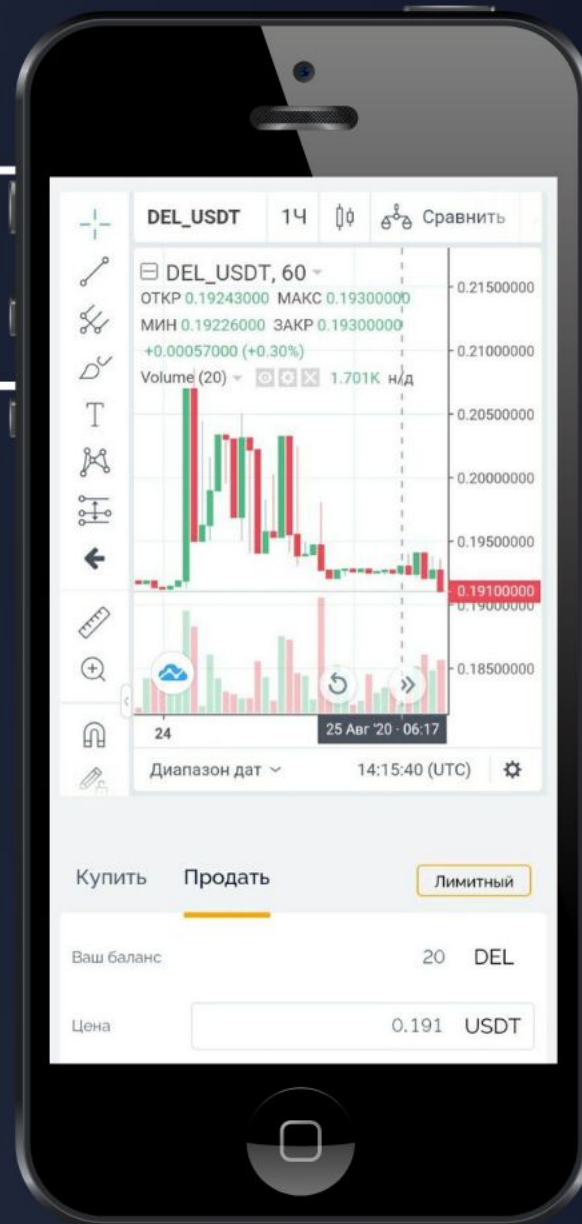 DEL_USDT 1Ч Сравнить
DEL_USDT, 60
ОТКР 0.19243000 МАКС 0.19300000
МИН 0.19226000 ЗАКР 0.19300000
+0.00057000 (+0.30%)
Volume (20) 1.701K н/д
0.21500000
0.21000000
0.20500000
0.20000000
0.19500000
0.19100000
0.19000000
0.18500000
24 25 Авг '20 - 06:17
Диапазон дат 14:15:40 (UTC)
Купить Продать Лимитный
Ваш баланс 20 DEL
Цена 0.191 USDT